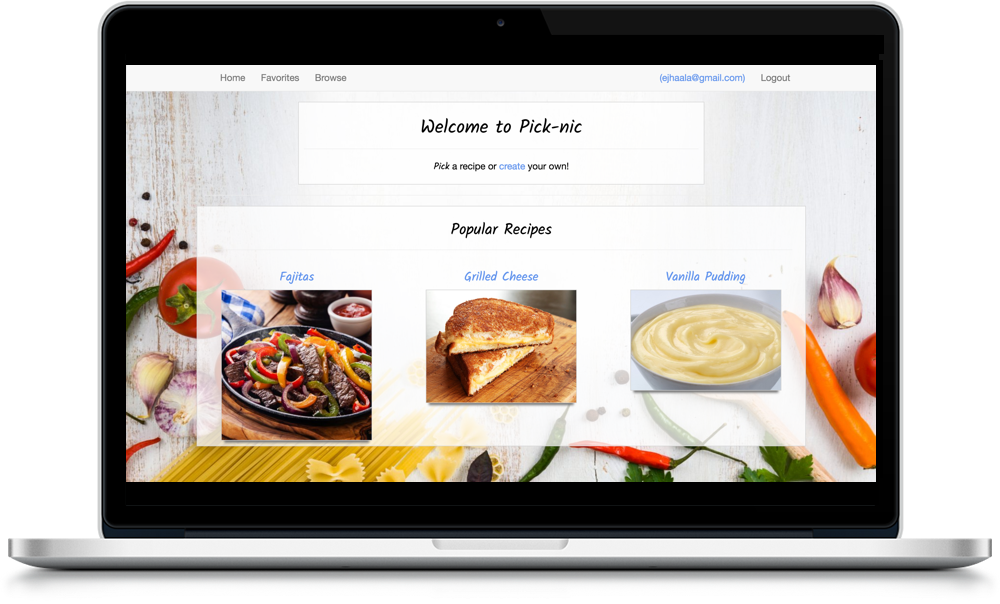 Home Favorites Browse (ejhaala@gmail.com) Logout
Welcome to Pick-nic
Pick a recipe or create your own!
Popular Recipes
Fajitas Grilled Cheese Vanilla Pudding